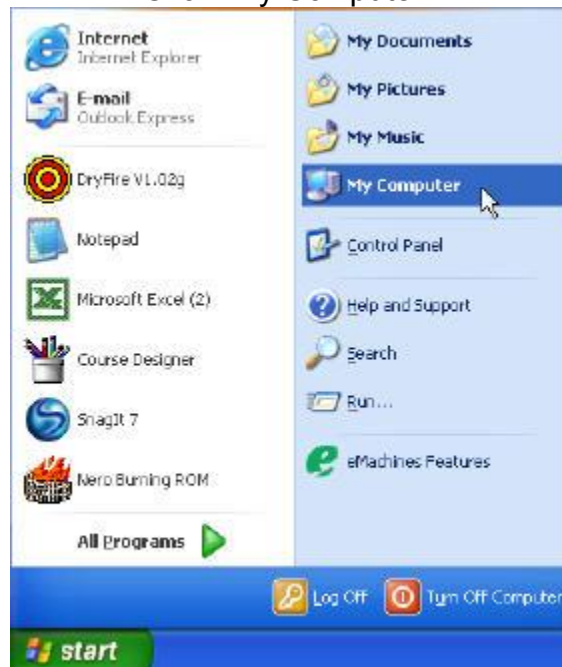 Internet
Internet Explorer
E-mail
Outlook Express
DryFire V1.02g
Notepad
Microsoft Excel (2)
Course Designer
SnagIt 7
Nero Burning ROM
All Programs
My Documents
My Pictures
My Music
My Computer
Control Panel
Help and Support
Search
Run...
eMachines Features
Log Off
Turn Off Computer
start